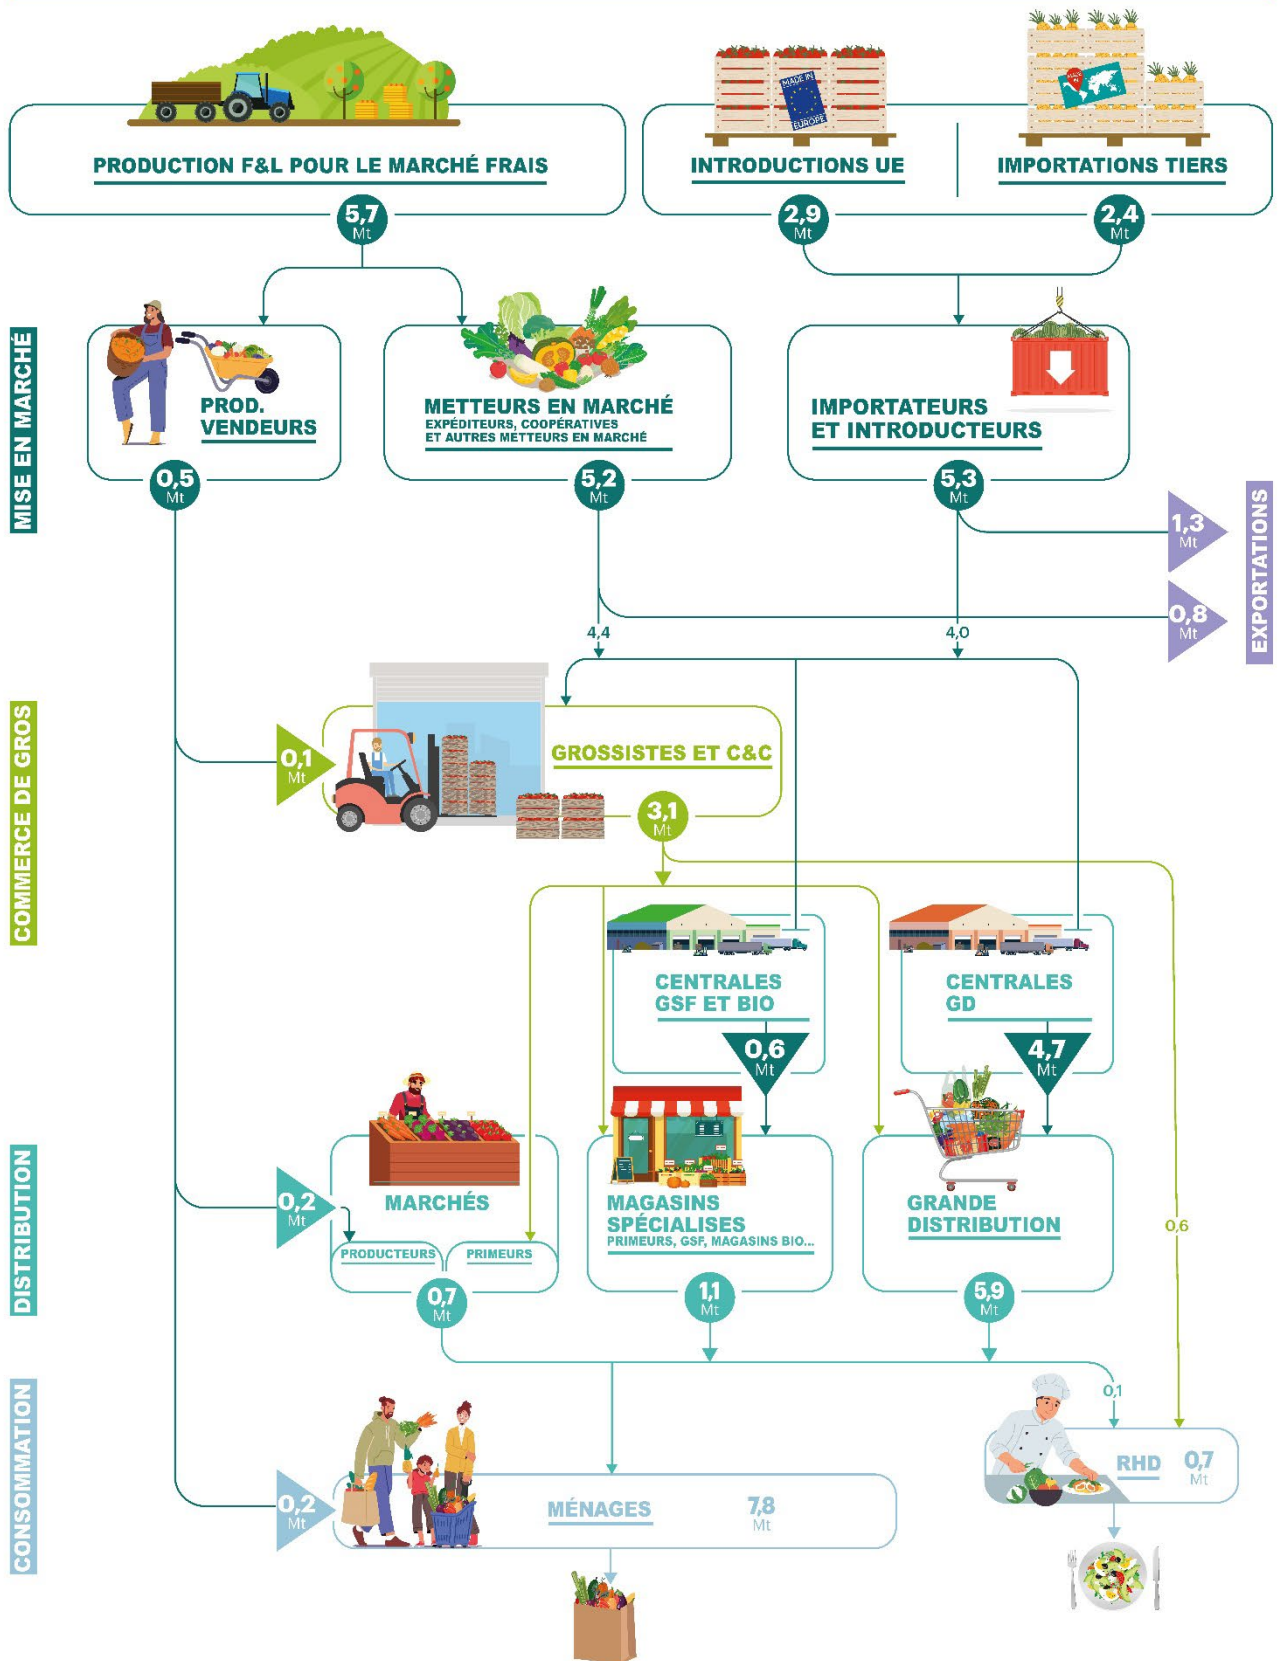 MADE IN
EUROPE
MADE IN
PRODUCTION F&L POUR LE MARCHÉ FRAIS
INTRODUCTIONS UE
IMPORTATIONS TIERS
5,7
Mt
2,9
Mt
2,4
Mt
MISE EN MARCHÉ
PROD.
VENDEURS
METTEURS EN MARCHÉ
EXPÉDITEURS, COOPÉRATIVES
ET AUTRES METTEURS EN MARCHÉ
IMPORTATEURS
ET INTRODUCTEURS
0,5
Mt
5,2
Mt
5,3
Mt
EXPORTATIONS
1,3
Mt
0,8
Mt
4,4
4,0
COMMERCE DE GROS
0,1
Mt
GROSSISTES ET C&C
3,1
Mt
CENTRALES
GSF ET BIO
0,6
Mt
CENTRALES
GD
4,7
Mt
DISTRIBUTION
0,2
Mt
MARCHÉS
PRODUCTEURS
PRIMEURS
MAGASINS
SPÉCIALISES
PRIMEURS, GSF, MAGASINS BIO...
GRANDE
DISTRIBUTION
0,6
0,7
Mt
1,1
Mt
5,9
Mt
0,1
CONSOMMATION
0,2
Mt
MÉNAGES
7,8
Mt
RHD
0,7
Mt